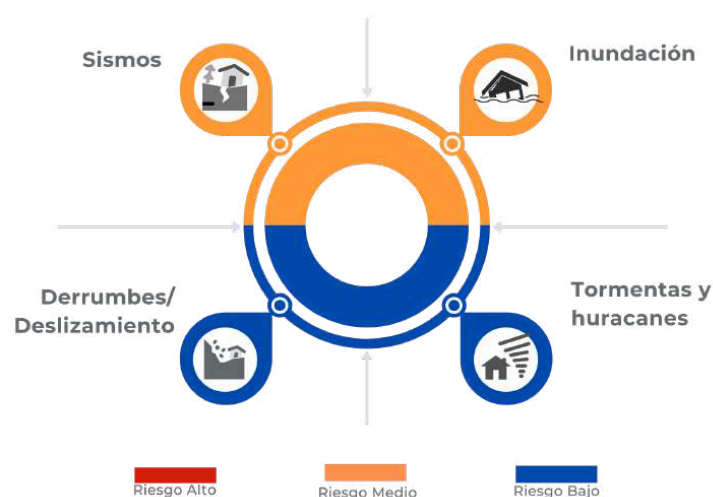 Sismos
Inundación
Derrumbes/
Deslizamiento
Tormentas y
huracanes
Riesgo Alto
Riesgo Medio
Riesgo Bajo